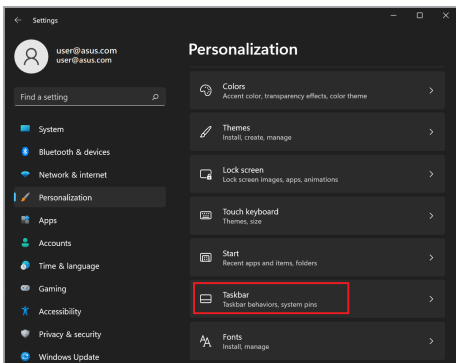 Settings
user@asus.com
user@asus.com
Find a setting
System
Bluetooth & devices
Network & internet
Personalization
Apps
Accounts
Time & language
Gaming
Accessibility
Privacy & security
Windows Update
Personalization
Colors
Accent color, transparency effects, color theme
Themes
Install, create, manage
Lock screen
Lock screen images, apps, animations
Touch keyboard
Themes, size
Start
Recent apps and items, folders
Taskbar
Taskbar behaviors, system pins
Fonts
Install, manage